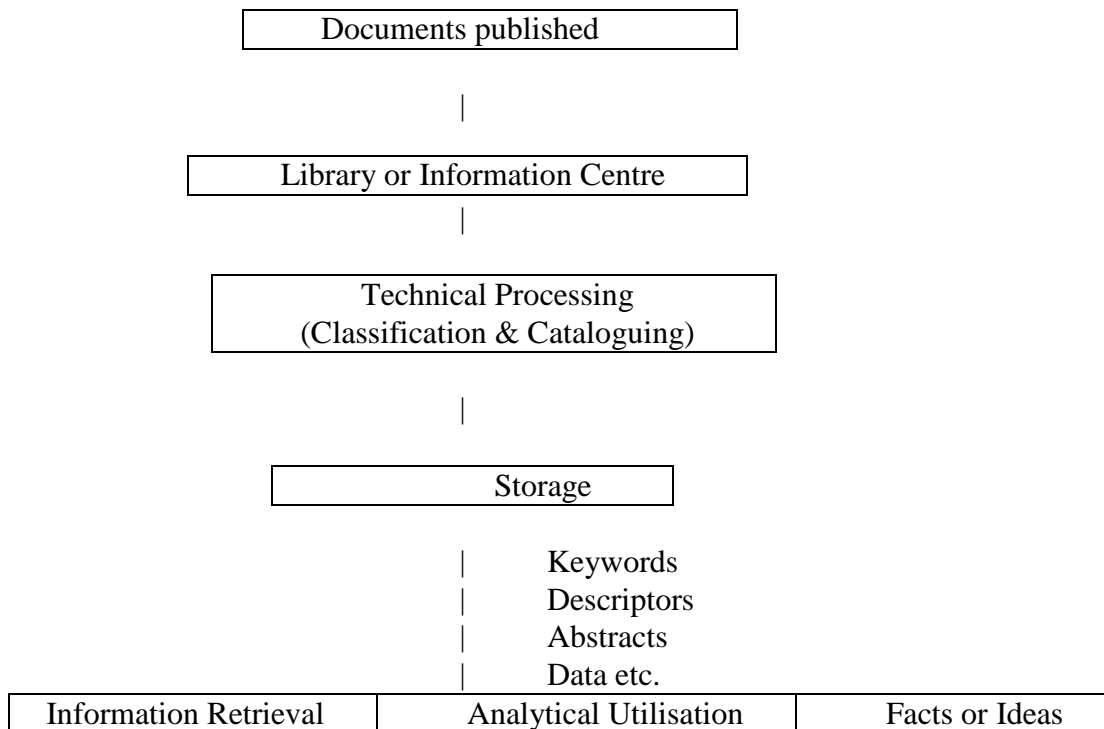 Documents published
|
Library or Information Centre
|
Technical Processing
(Classification & Cataloguing)
|
Storage
| Keywords
| Descriptors
| Abstracts
| Data etc.
Information Retrieval Analytical Utilisation Facts or Ideas